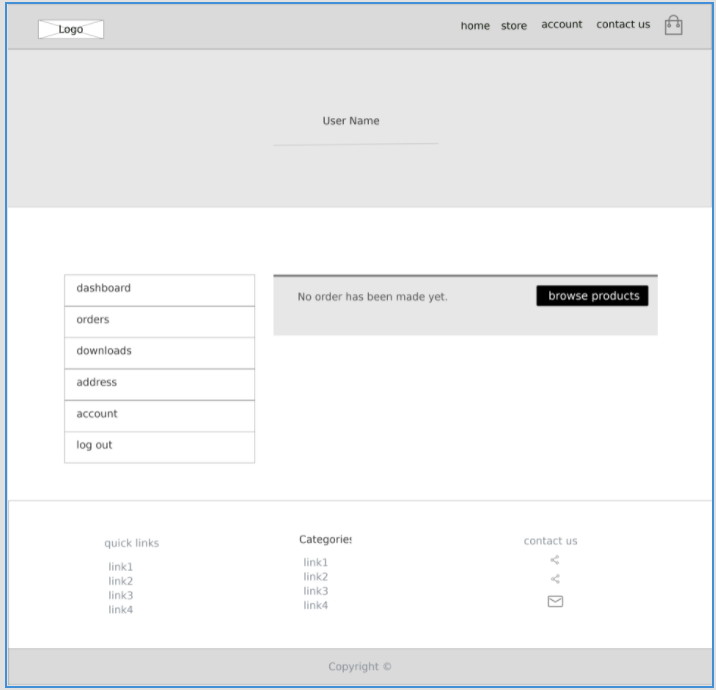 Logo
home store account contact us
User Name
dashboard
orders
downloads
address
account
log out
No order has been made yet.
browse products
quick links
link1
link2
link3
link4
Categories
link1
link2
link3
link4
contact us
Copyright ©